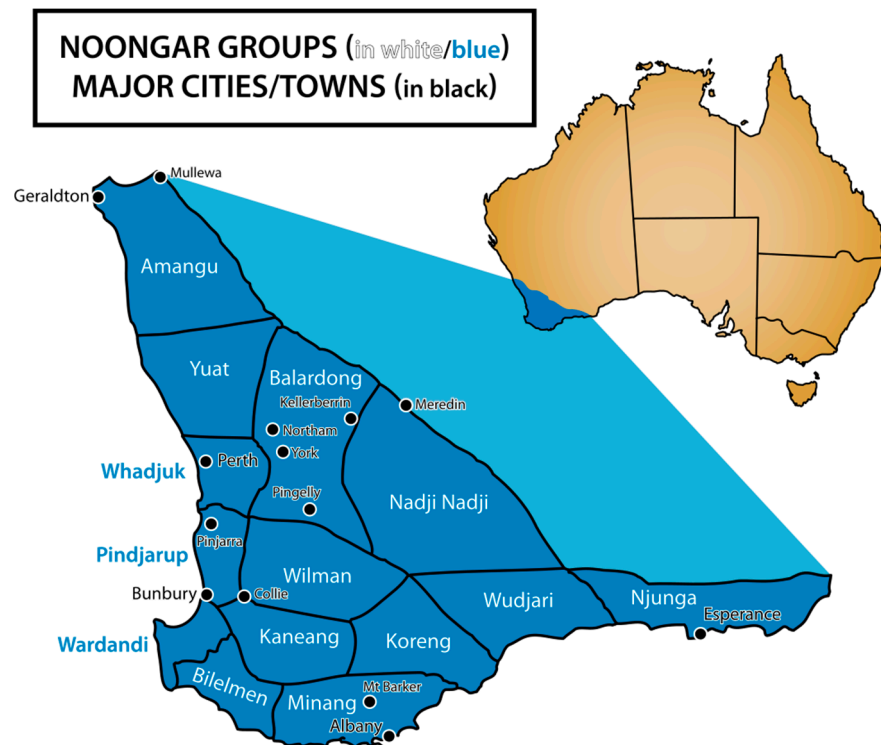 NOONGAR GROUPS (in white/blue)
MAJOR CITIES/TOWNS (in black)
Mullewa
Geraldton
Amangu
Yuat
Balardong
Kellerberrin
Meredin
Northam
York
Whadjuk
Perth
Pingelly
Nadji Nadji
Pinjarra
Pindjarup
Wilman
Bunbury
Collie
Wudjari
Njunga
Esperance
Wardandi
Kaneang
Koreng
Bilelmen
Minang
Mt Barker
Albany